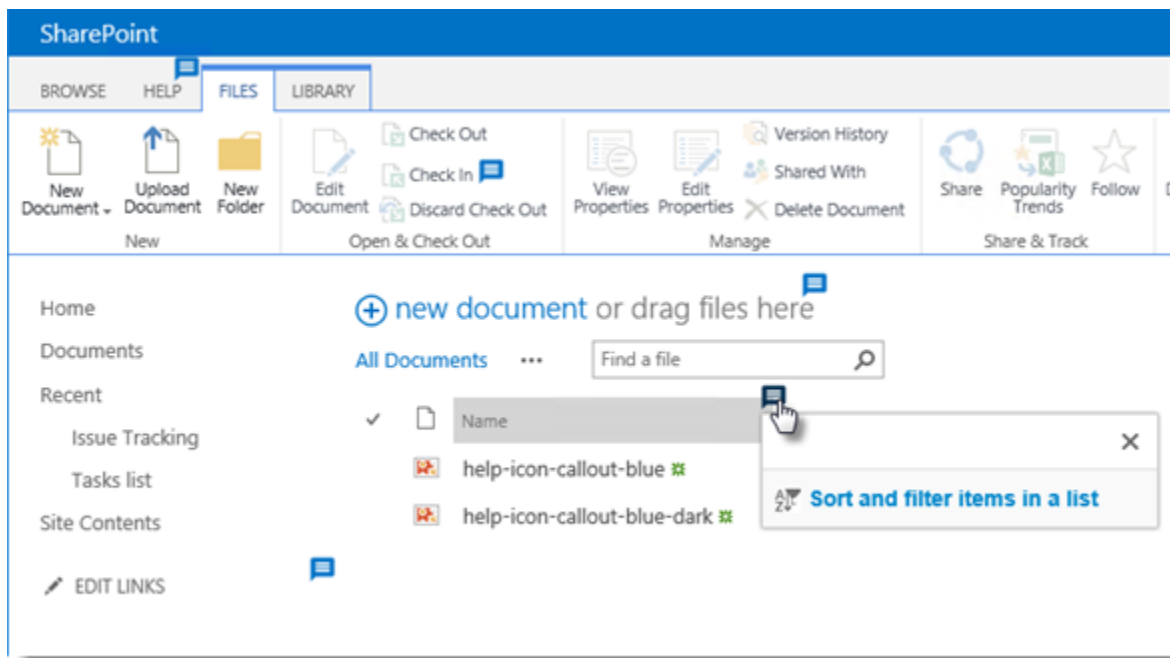 SharePoint
BROWSE HELP FILES LIBRARY
New Document
Upload Document
New Folder
New
Edit Document
Check Out
Check In
Discard Check Out
Open & Check Out
View Properties
Edit Properties
Version History
Shared With
Delete Document
Manage
Share
Popularity Trends
Follow
Share & Track
Home
Documents
Recent
Issue Tracking
Tasks list
Site Contents
EDIT LINKS
new document or drag files here
All Documents ... Find a file
Name
help-icon-callout-blue
help-icon-callout-blue-dark
Sort and filter items in a list